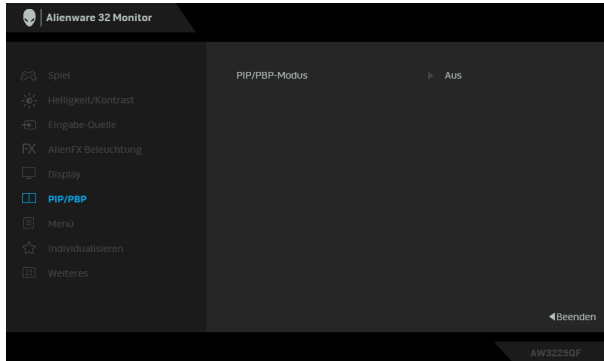 Alienware 32 Monitor
Spiel
PIP/PBP-Modus Aus
Helligkeit/Kontrast
Eingabe-Quelle
FX AlienFX Beleuchtung
Display
PIP/PBP
Menü
Individualisieren
Weiteres
Beenden
AW3225QF